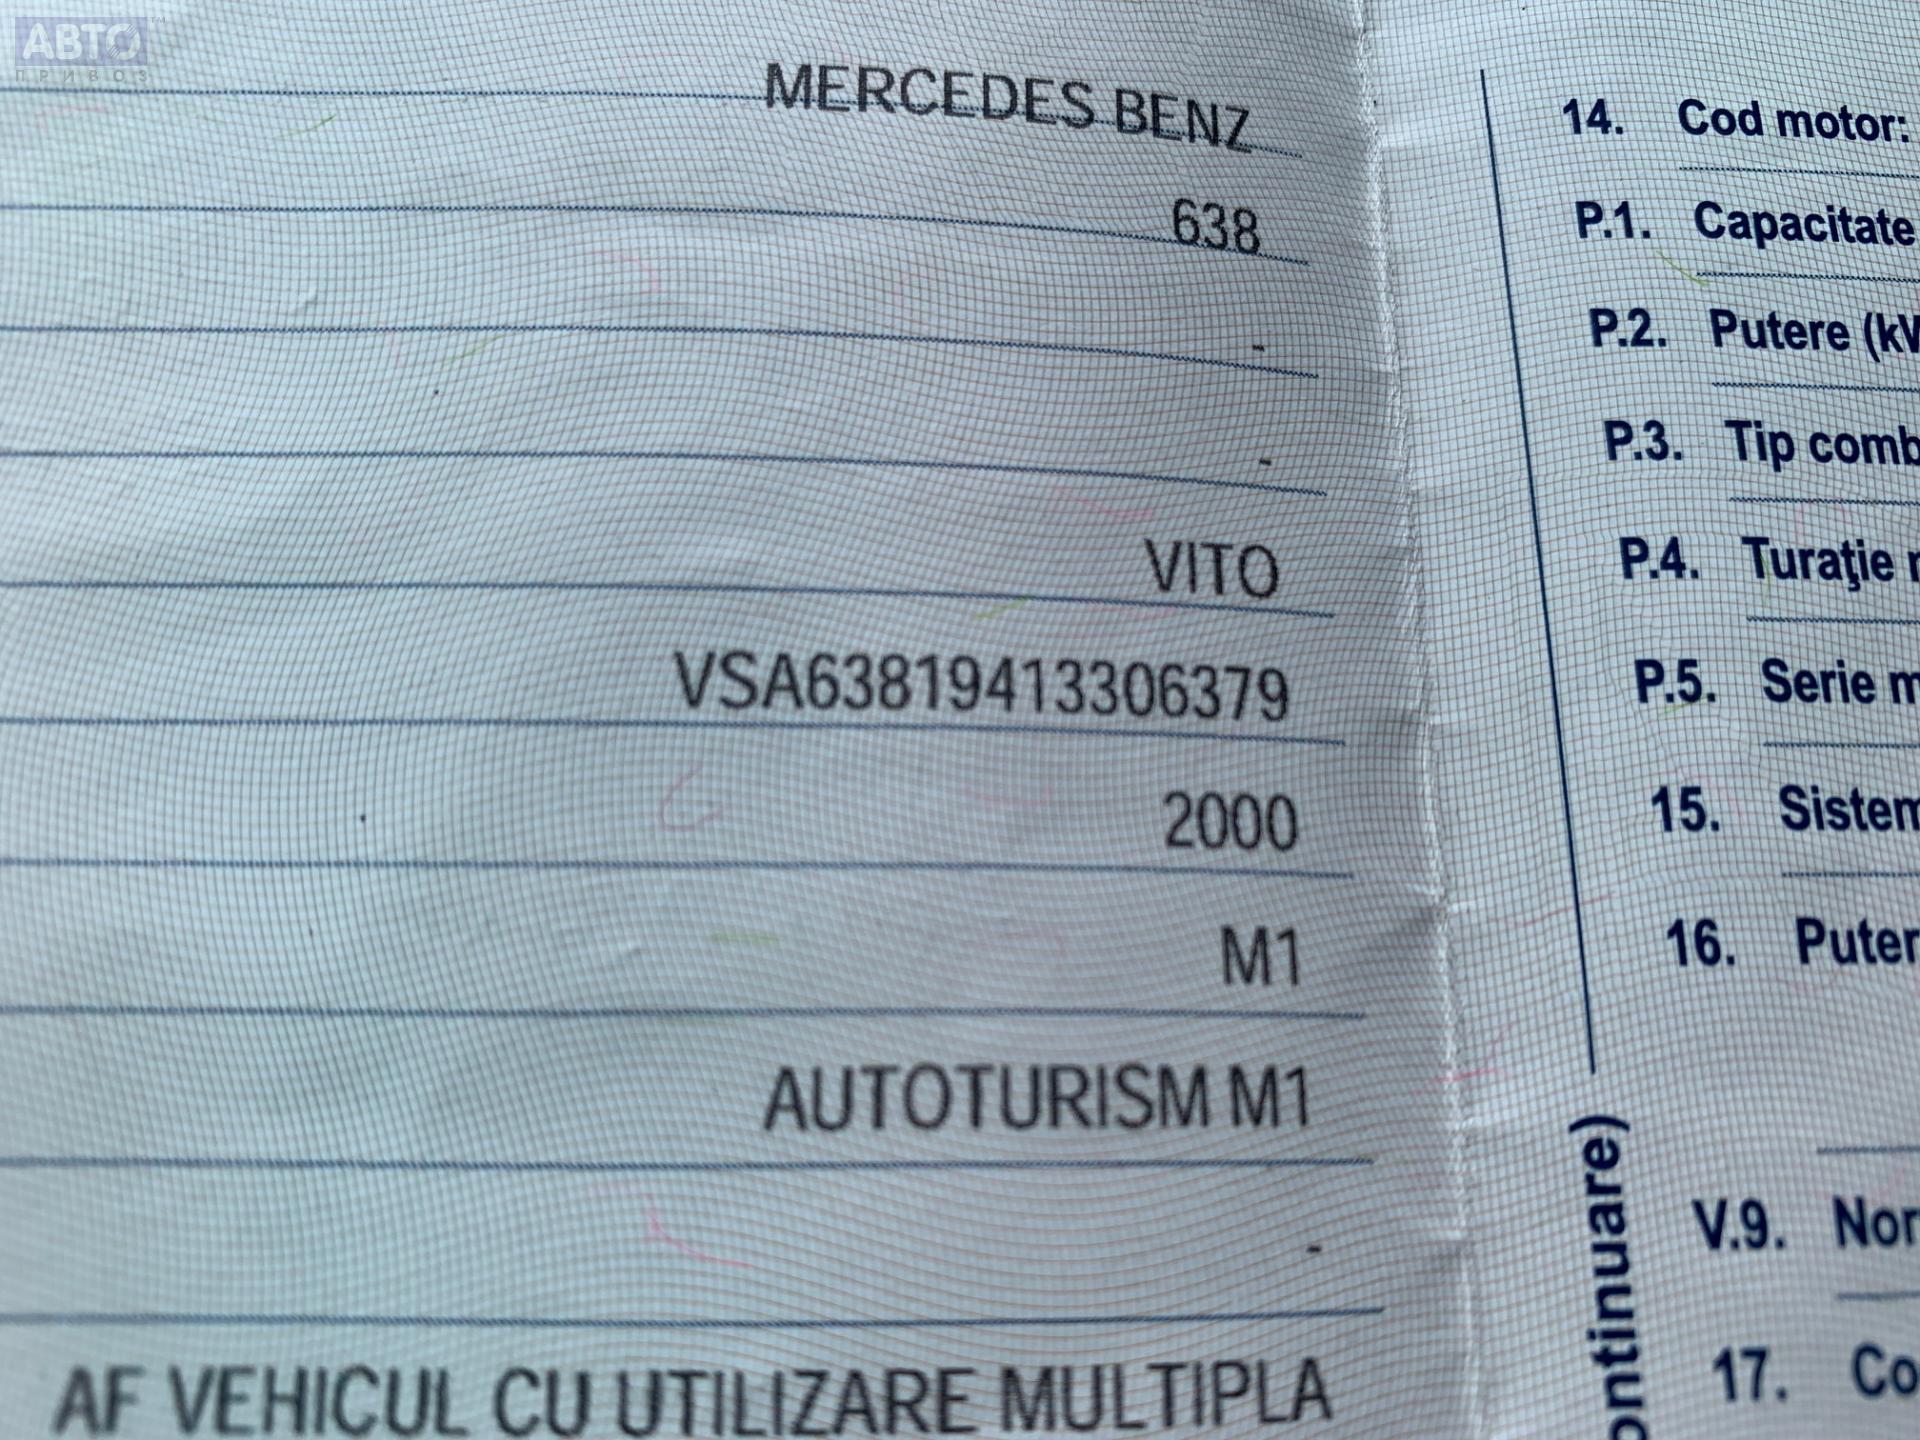 АВТО™
ПРИВОЗ
MERCEDES BENZ
638
-
-
VITO
VSA63819413306379
2000
M1
AUTOTURISM M1
-
AF VEHICUL CU UTILIZARE MULTIPLA
14. Cod motor:
P.1. Capacitate
P.2. Putere (kW
P.3. Tip comb
P.4. Turaţie
P.5. Serie m
15. Sistem
16. Puter
ontinuare)
V.9. Nor
17. Co